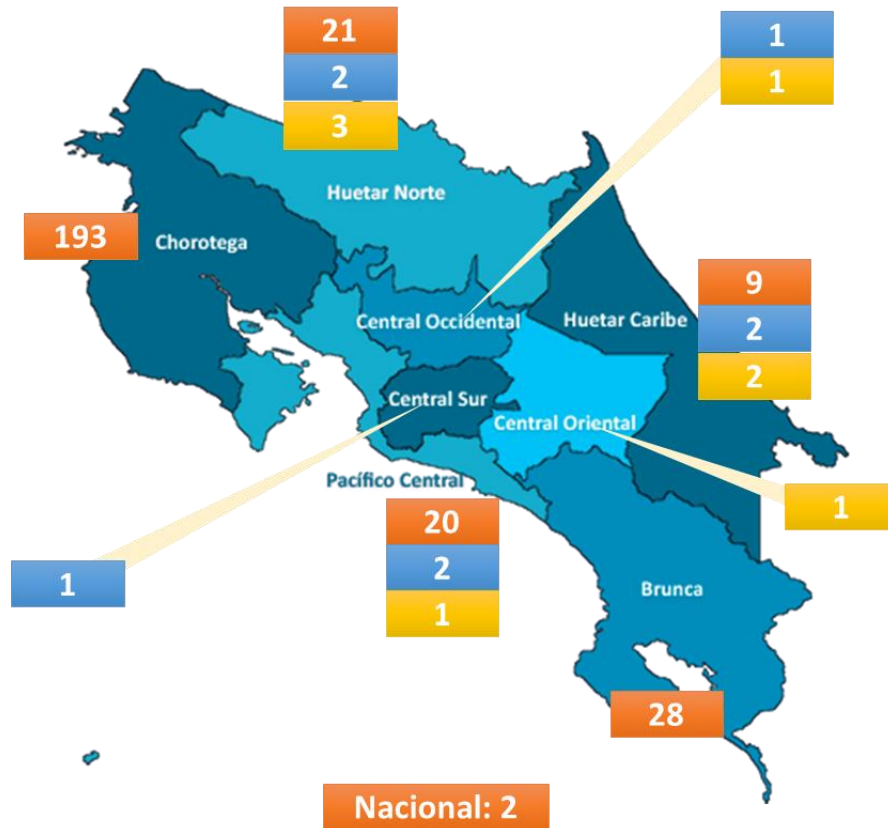 21
2
3
1
1
Huetar Norte
193
Chorotega
9
2
2
Central Occidental
Huetar Caribe
Central Sur
Central Oriental
Pacífico Central
1
20
2
1
1
Brunca
28
Nacional: 2